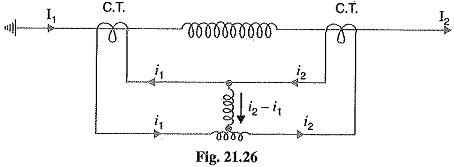 C.T. C.T.
I₁ I₂
i₁ i₂
i₂ – i₁
i₁ i₂
Fig. 21.26